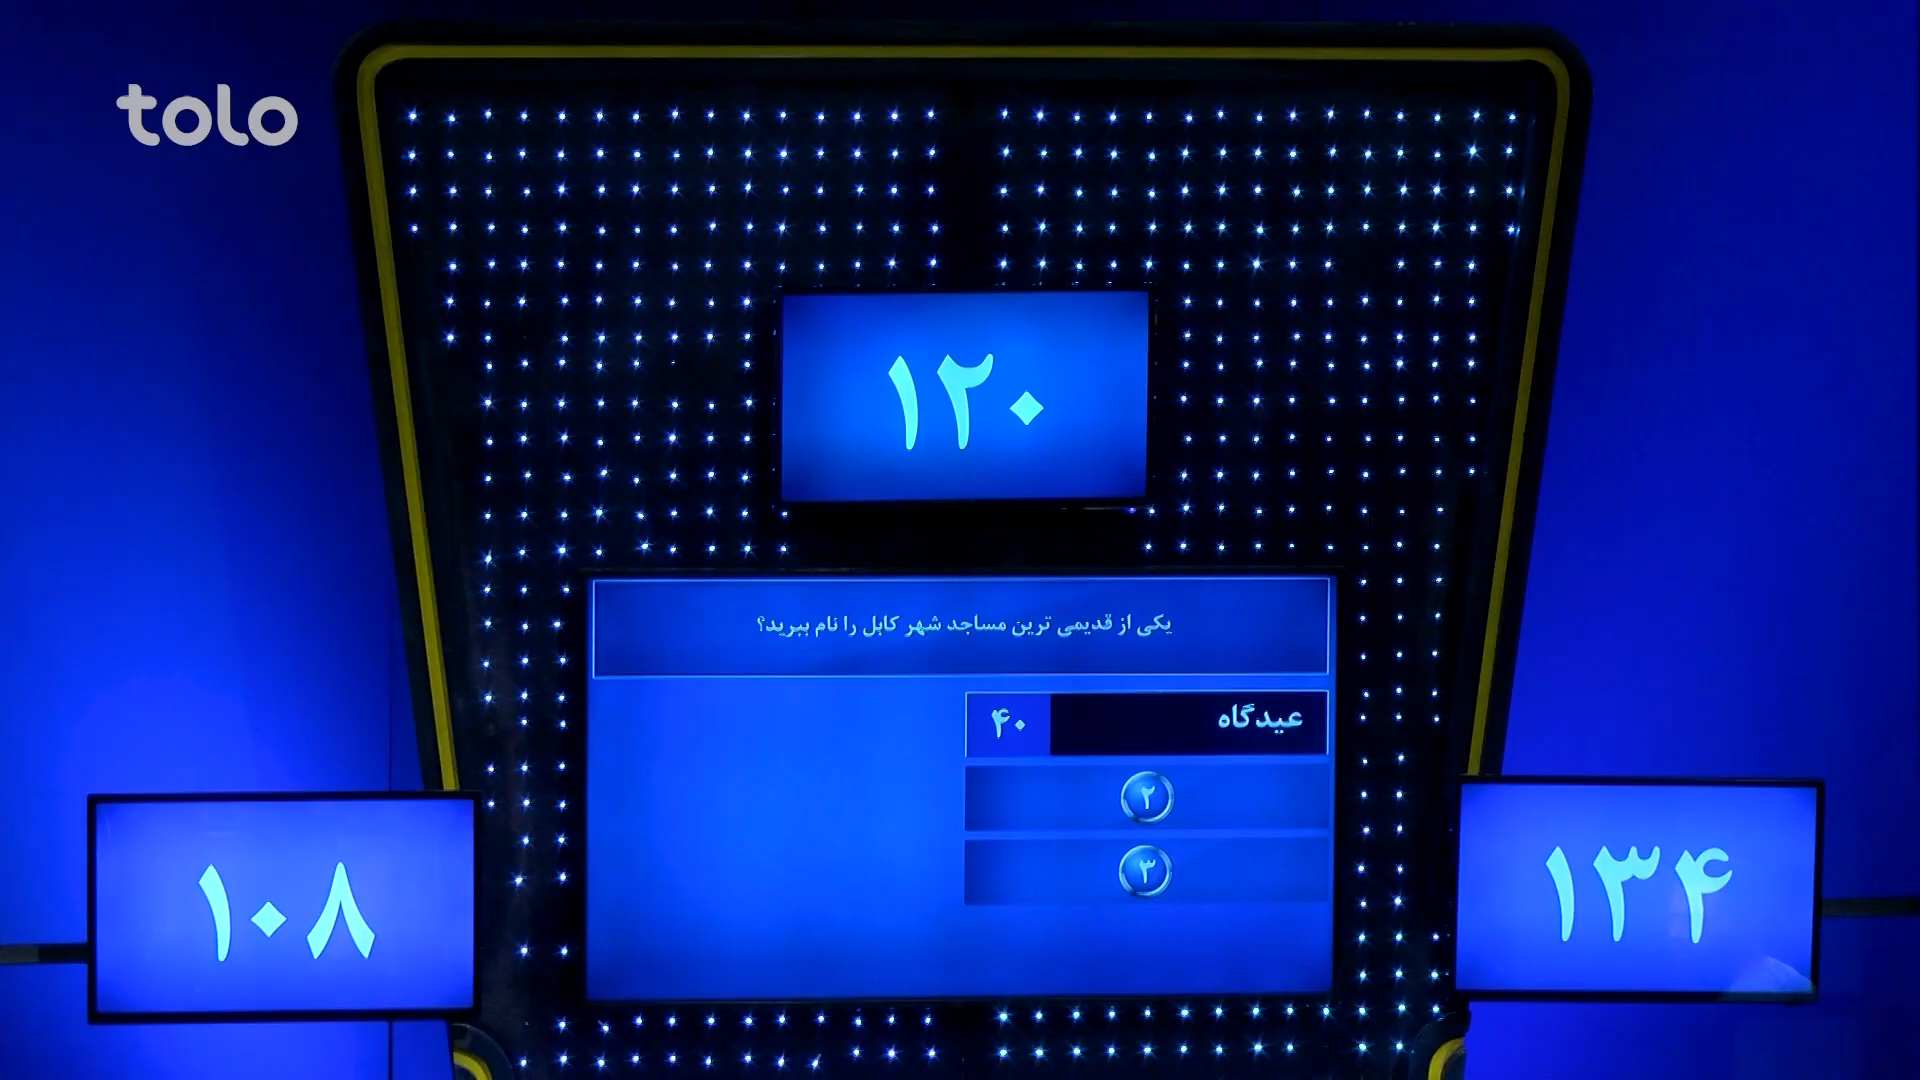 tolo
۱۲۰
یکی از قدیمی ترین مساجد شهر کابل را نام ببرید؟
عیدگاه ۴۰
۲
۳
۱۰۸
۱۳۴